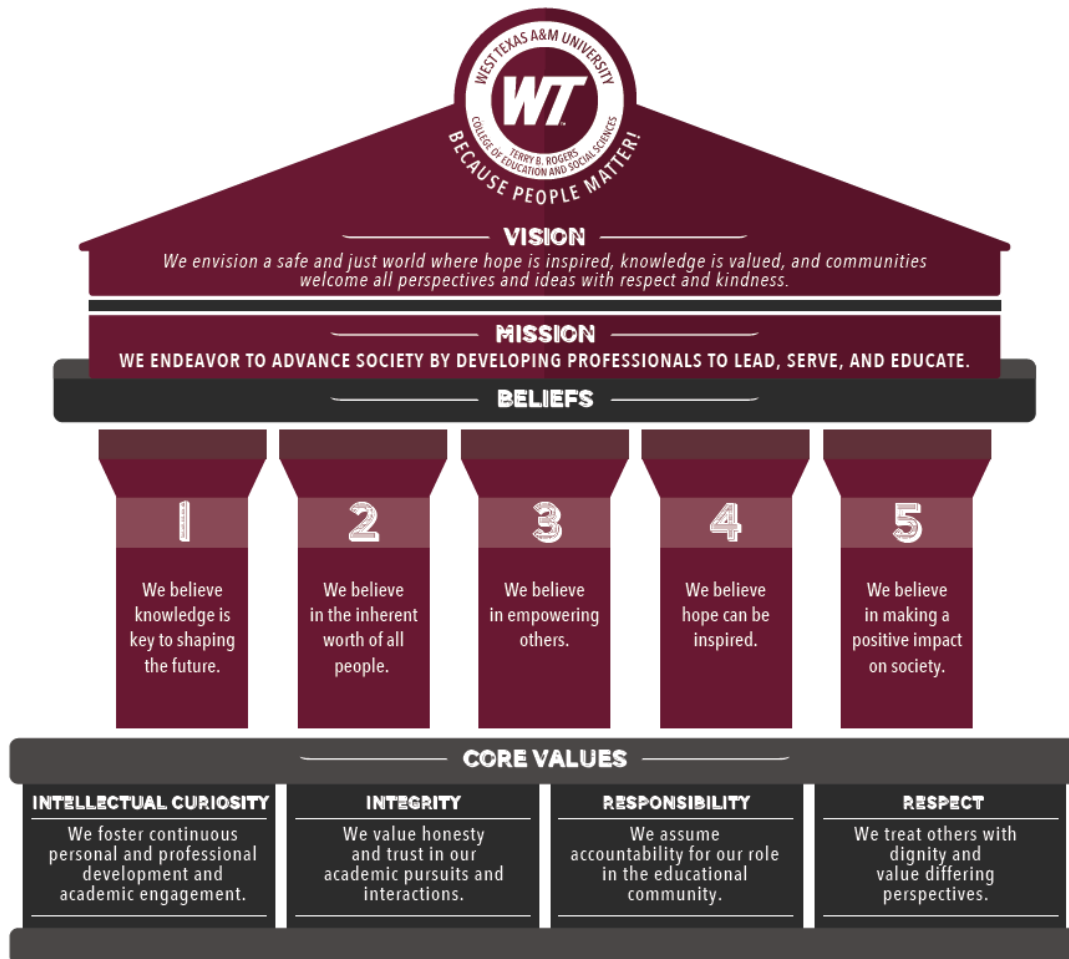 WEST TEXAS A&M UNIVERSITY
WT
TM
TERRY B. ROGERS
COLLEGE OF EDUCATION AND SOCIAL SCIENCES
BECAUSE PEOPLE MATTER!
VISION
We envision a safe and just world where hope is inspired, knowledge is valued, and communities
welcome all perspectives and ideas with respect and kindness.
MISSION
WE ENDEAVOR TO ADVANCE SOCIETY BY DEVELOPING PROFESSIONALS TO LEAD, SERVE, AND EDUCATE.
BELIEFS
1
We believe
knowledge is
key to shaping
the future.
2
We believe
in the inherent
worth of all
people.
3
We believe
in empowering
others.
4
We believe
hope can be
inspired.
5
We believe
in making a
positive impact
on society.
CORE VALUES
INTELLECTUAL CURIOSITY
We foster continuous
personal and professional
development and
academic engagement.
INTEGRITY
We value honesty
and trust in our
academic pursuits and
interactions.
RESPONSIBILITY
We assume
accountability for our role
in the educational
community.
RESPECT
We treat others with
dignity and
value differing
perspectives.